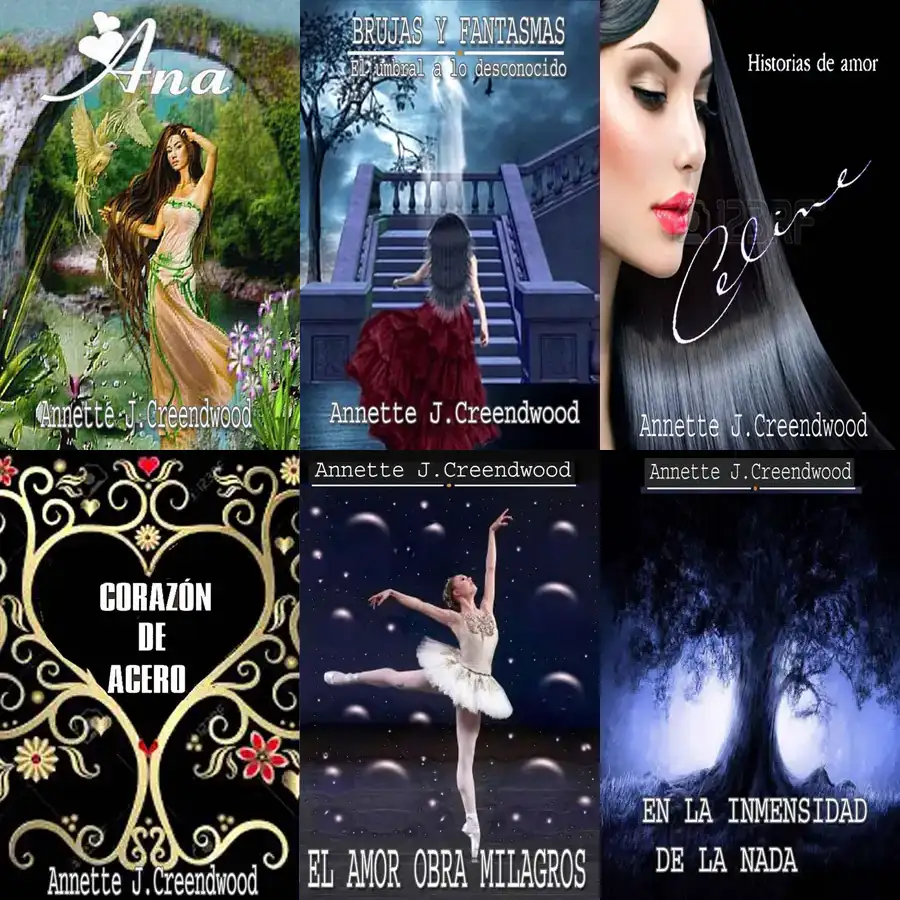 Ana
Annette J.Creendwood
BRUJAS Y FANTASMAS
El umbral a lo desconocido
Annette J.Creendwood
Historias de amor
Celine
Annette J.Creendwood
CORAZÓN
DE
ACERO
Annette J.Creendwood
Annette J.Creendwood
EL AMOR OBRA MILAGROS
Annette J.Creendwood
EN LA INMENSIDAD
DE LA NADA